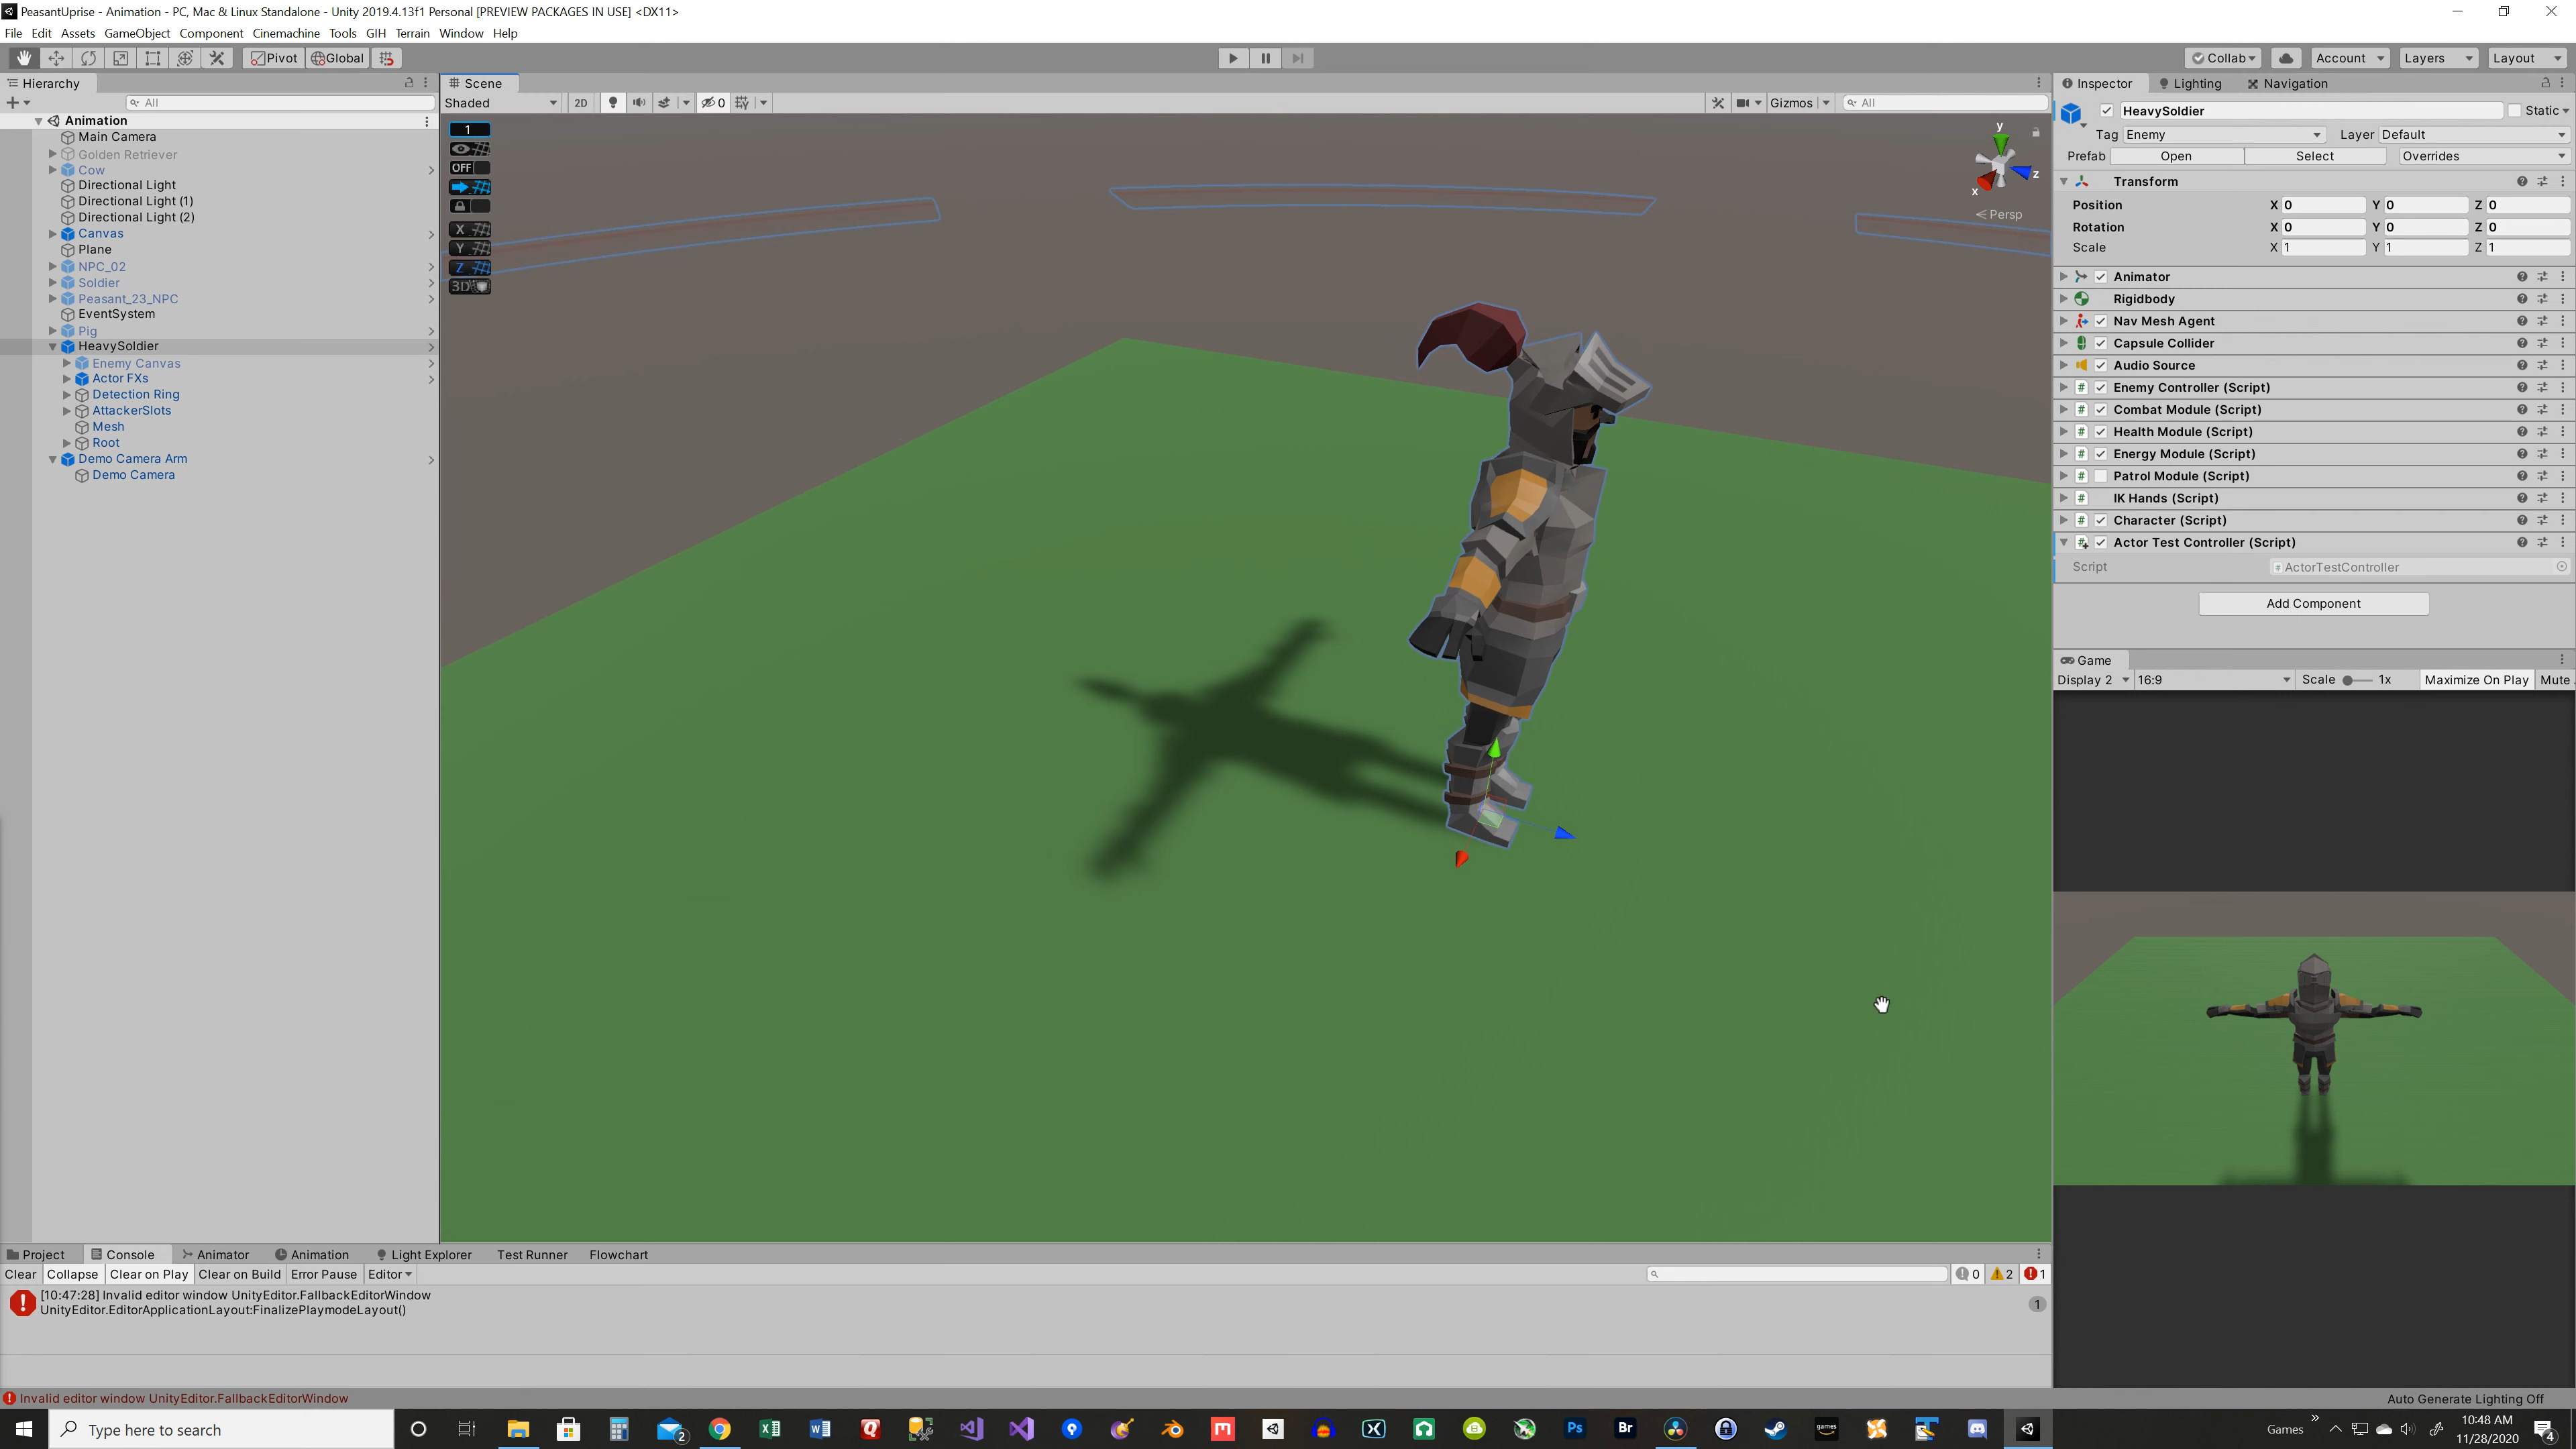 PeasantUprise - Animation - PC, Mac & Linux Standalone - Unity 2019.4.13f1 Personal [PREVIEW PACKAGES IN USE] <DX11>
File Edit Assets GameObject Component Cinemachine Tools GIH Terrain Window Help
Pivot Global Collab Account Layers Layout
Hierarchy
All
Animation
Main Camera
Golden Retriever
Cow
Directional Light
Directional Light (1)
Directional Light (2)
Canvas
Plane
NPC_02
Soldier
Peasant_23_NPC
EventSystem
Pig
HeavySoldier
Enemy Canvas
Actor FXs
Detection Ring
AttackerSlots
Mesh
Root
Demo Camera Arm
Demo Camera
Scene
Shaded 2D 0 Gizmos All
1
OFF
X
Y
Z
3D
y
z
x
Persp
Inspector Lighting Navigation
HeavySoldier Static
Tag Enemy Layer Default
Prefab Open Select Overrides
Transform
Position X 0 Y 0 Z 0
Rotation X 0 Y 0 Z 0
Scale X 1 Y 1 Z 1
Animator
Rigidbody
Nav Mesh Agent
Capsule Collider
Audio Source
Enemy Controller (Script)
Combat Module (Script)
Health Module (Script)
Energy Module (Script)
Patrol Module (Script)
IK Hands (Script)
Character (Script)
Actor Test Controller (Script)
Script ActorTestController
Add Component
Game
Display 2 16:9 Scale 1x Maximize On Play Mute
Project Console Animator Animation Light Explorer Test Runner Flowchart
Clear Collapse Clear on Play Clear on Build Error Pause Editor 0 2 1
[10:47:28] Invalid editor window UnityEditor.FallbackEditorWindow
UnityEditor.EditorApplicationLayout:FinalizePlaymodeLayout()
1
Invalid editor window UnityEditor.FallbackEditorWindow
Auto Generate Lighting Off
Type here to search
2
Ps
Br
games
Games
10:48 AM
11/28/2020
4